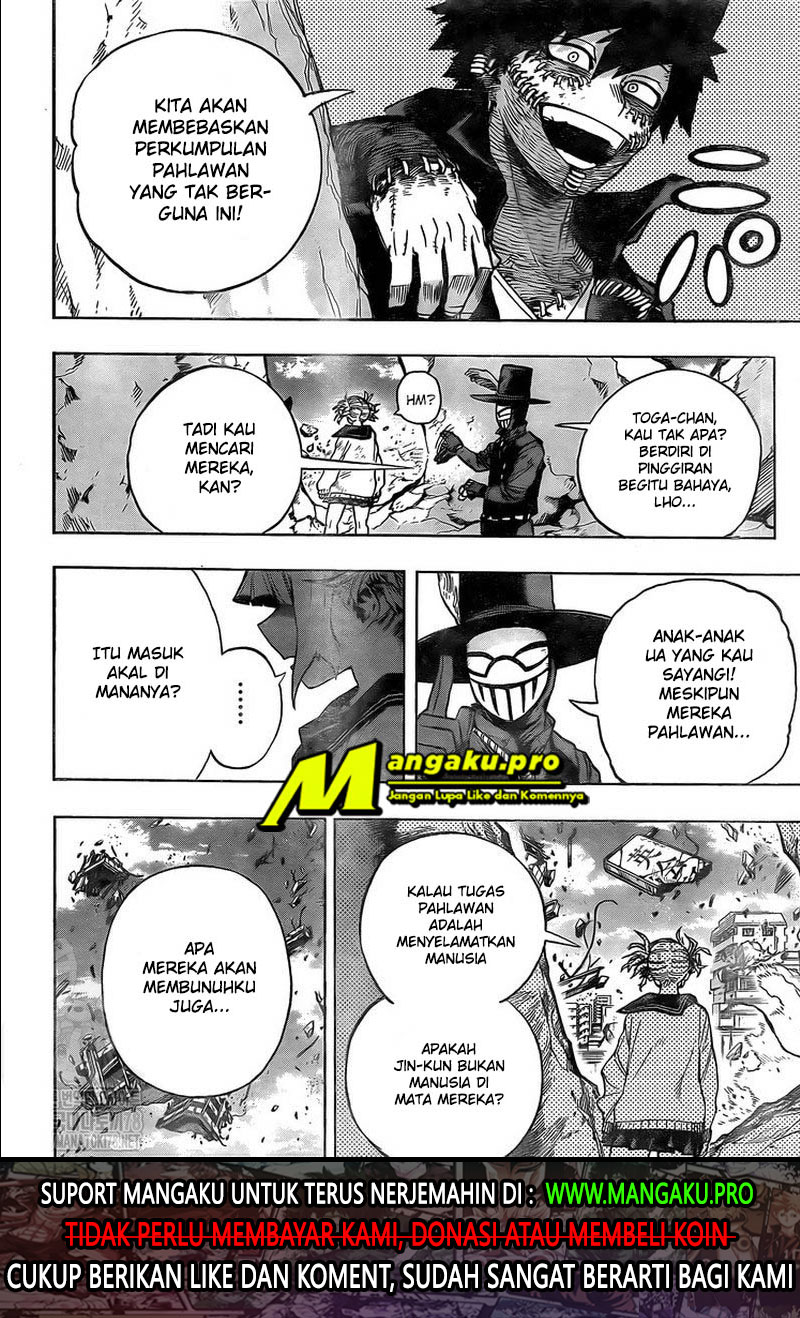 KITA AKAN
MEMBEBASKAN
PERKUMPULAN
PAHLAWAN
YANG TAK BER-
GUNA INI!
TOGA-CHAN,
KAU TAK APA?
BERDIRI DI
PINGGIRAN
BEGITU BAHAYA,
LHO...
HM?
TADI KAU
MENCARI
MEREKA,
KAN?
ANAK-ANAK
UA YANG KAU
SAYANGI!
MESKIPUN
MEREKA
PAHLAWAN...
......
ITU MASUK
AKAL DI
MANANYA?
Mangaku.pro
Jangan Lupa Like dan Komennya
KALAU TUGAS
PAHLAWAN
ADALAH
MENYELAMATKAN
MANUSIA
APAKAH
JIN-KUN BUKAN
MANUSIA DI
MATA MEREKA?
APA
MEREKA AKAN
MEMBUNUHKU
JUGA...
MANATOKI78.NET
SUPORT MANGAKU UNTUK TERUS NERJEMAHIN DI : WWW.MANGAKU.PRO
TIDAK PERLU MEMBAYAR KAMI, DONASI ATAU MEMBELI KOIN
CUKUP BERIKAN LIKE DAN KOMENT, SUDAH SANGAT BERARTI BAGI KAMI